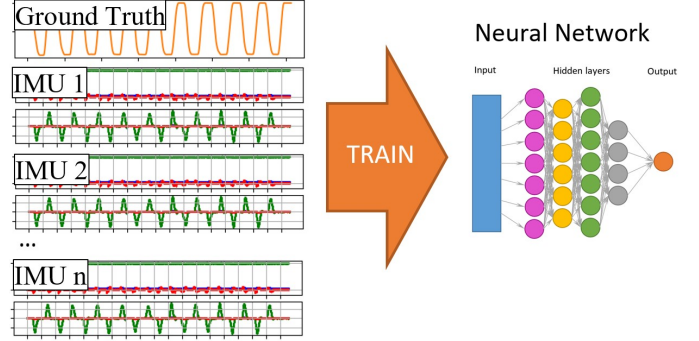 Ground Truth
IMU 1
IMU 2
...
IMU n
TRAIN
Neural Network
Input
Hidden layers
Output